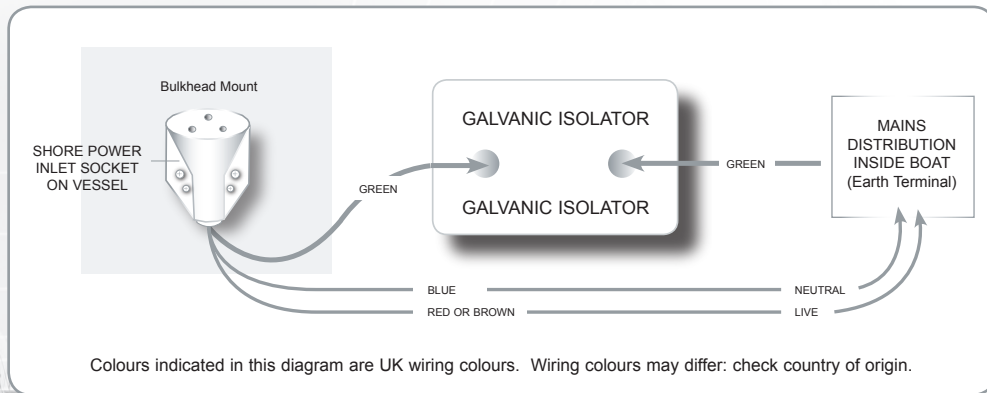 Bulkhead Mount
SHORE POWER
INLET SOCKET
ON VESSEL
GREEN
GALVANIC ISOLATOR
GALVANIC ISOLATOR
GREEN
MAINS
DISTRIBUTION
INSIDE BOAT
(Earth Terminal)
BLUE
NEUTRAL
RED OR BROWN
LIVE
Colours indicated in this diagram are UK wiring colours. Wiring colours may differ: check country of origin.